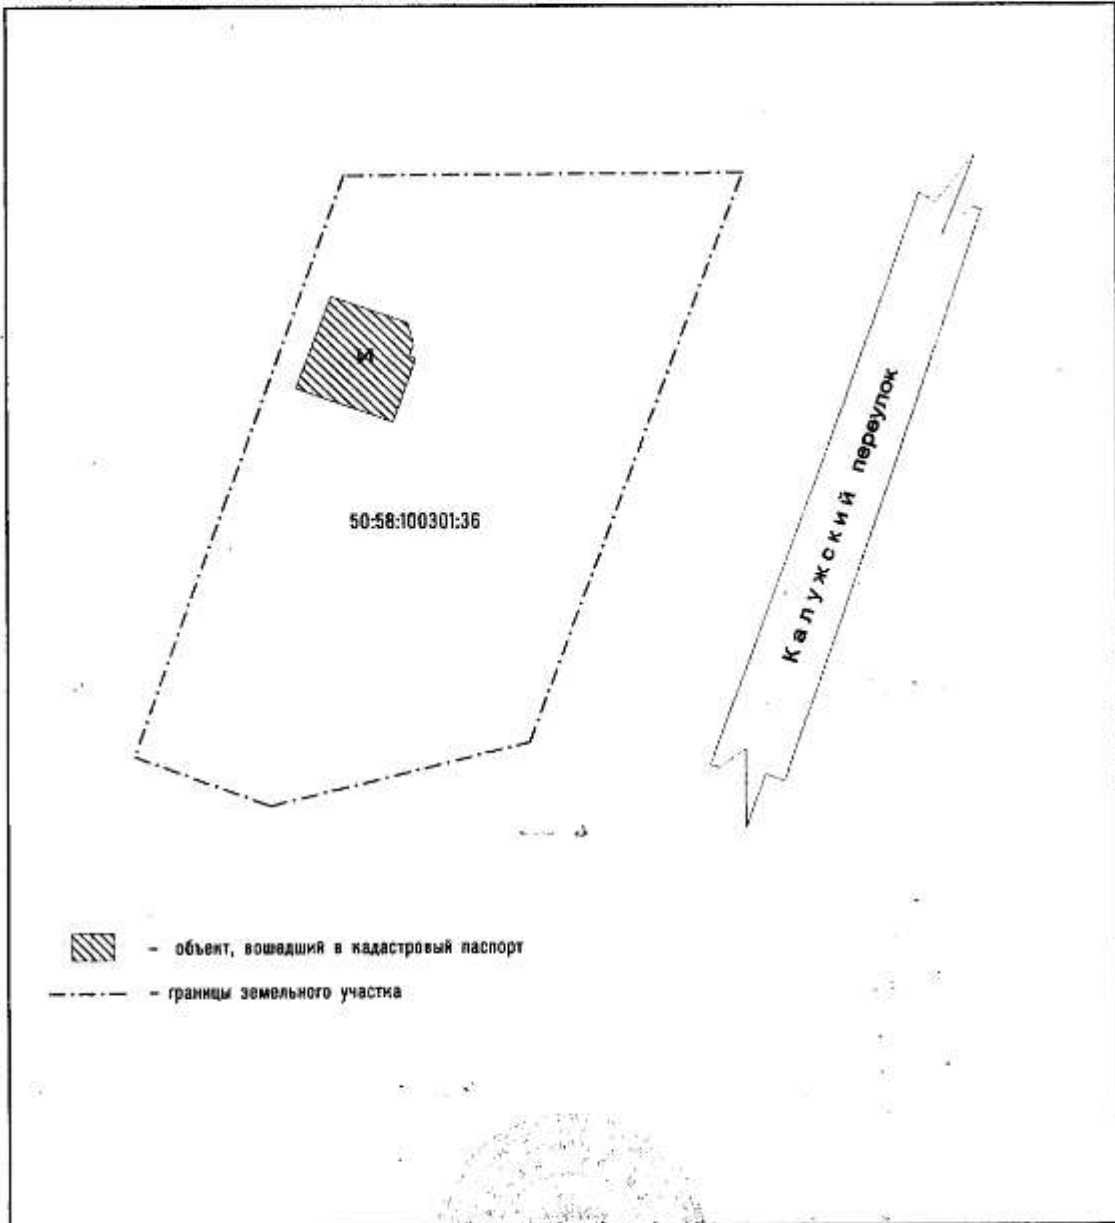 И
50:58:100301:36
Калужский переулок
- объект, вошедший в кадастровый паспорт
- границы земельного участка